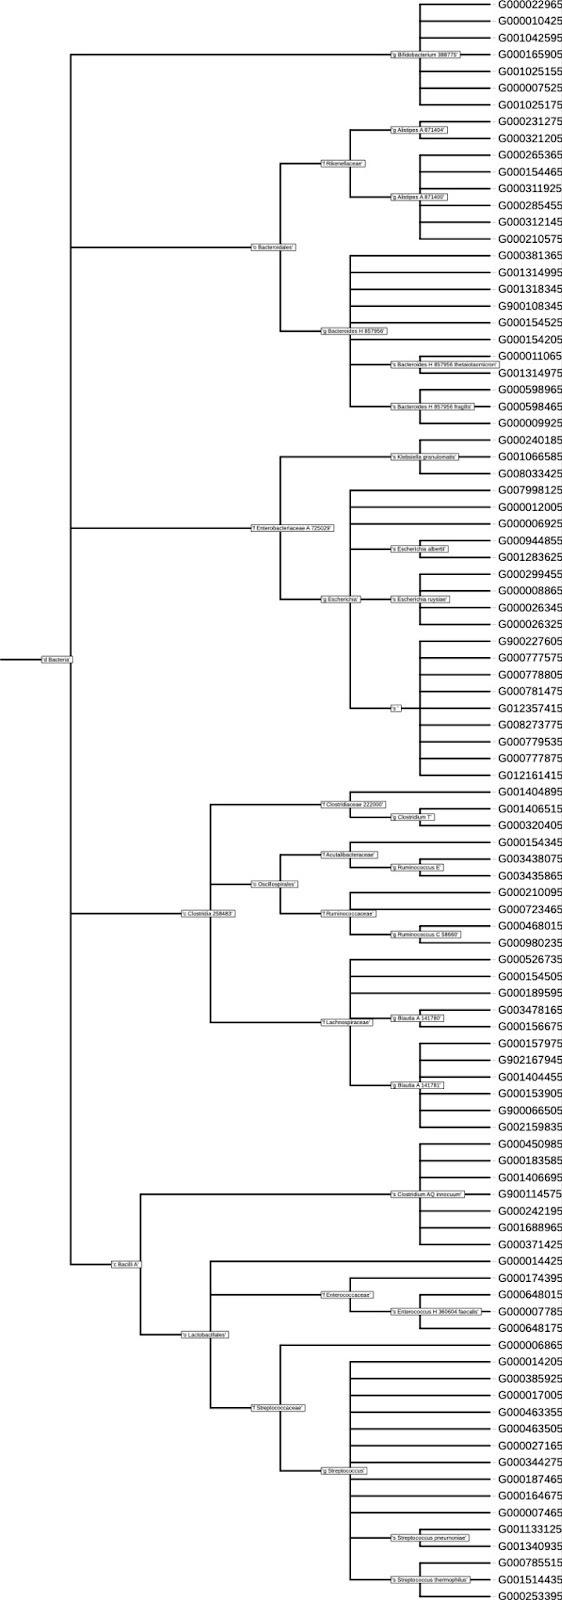 G000022965
G000010425
G001042595
'g Bifidobacterium 388775'
G000165905
G001025155
G000007525
G001025175
G000231275
'g Alistipes A 871404'
G000321205
G000265365
'f Rikenellaceae'
G000154465
G000311925
'g Alistipes A 871400'
G000285455
G000312145
G000210575
'o Bacteroidales'
G000381365
G001314995
G001318345
G900108345
G000154525
'g Bacteroides H 857956'
G000154205
G000011065
's Bacteroides H 857956 thetaiotaomicron'
G001314975
G000598965
's Bacteroides H 857956 fragilis'
G000598465
G000009925
G000240185
's Klebsiella granulomatis'
G001066585
G008033425
G007998125
G000012005
G000006925
'f Enterobacteriaceae A 725029'
G000944855
's Escherichia albertii'
G001283625
G000299455
G000008865
'g Escherichia'
's Escherichia ruysiae'
G000026345
G000026325
G900227605
'd Bacteria'
G000777575
G000778805
G000781475
's '
G012357415
G008273775
G000779535
G000777875
G012161415
G001404895
'f Clostridiaceae 222000'
G001406515
'g Clostridium T'
G000320405
G000154345
'f Acutalibacteraceae'
G003438075
'g Ruminococcus E'
G003435865
'o Oscillospirales'
G000210095
'c Clostridia 258483'
'f Ruminococcaceae'
G000723465
G000468015
'g Ruminococcus C 58660'
G000980235
G000526735
G000154505
G000189595
G003478165
'g Blautia A 141780'
'f Lachnospiraceae'
G000156675
G000157975
G902167945
G001404455
'g Blautia A 141781'
G000153905
G900066505
G002159835
G000450985
G000183585
G001406695
's Clostridium AQ innocuum'
G900114575
G000242195
G001688965
G000371425
'c Bacilli A'
G000014425
G000174395
'f Enterococcaceae'
G000648015
's Enterococcus H 360604 faecalis'
G000007785
G000648175
'o Lactobacillales'
G000006865
G000014205
G000385925
G000017005
'f Streptococcaceae'
G000463355
G000463505
G000027165
G000344275
'g Streptococcus'
G000187465
G000164675
G000007465
G001133125
's Streptococcus pneumoniae'
G001340935
G000785515
's Streptococcus thermophilus'
G001514435
G000253395